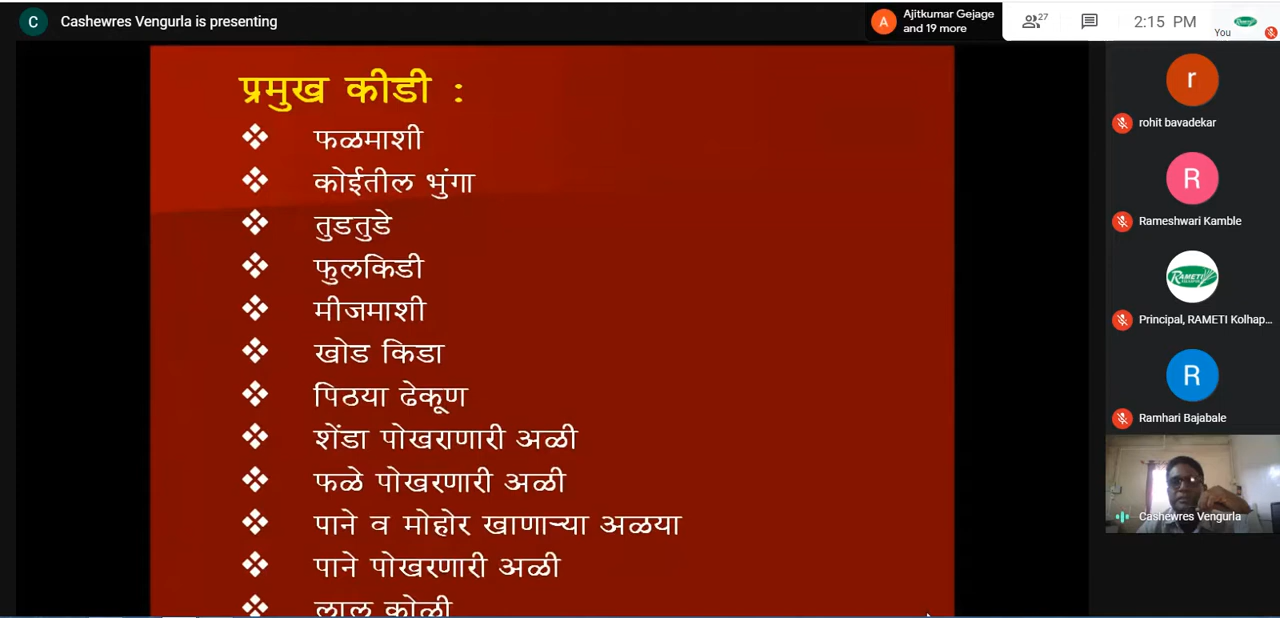 C Cashewres Vengurla is presenting
A Ajitkumar Gejage
and 19 more
27
2:15 PM
You
प्रमुख कीडी :
फळमाशी
कोईतील भुंगा
तुडतुडे
फुलकिडी
मीजमाशी
खोड किडा
पिठया ढेकूण
शेंडा पोखराणारी अळी
फळे पोखरणारी अळी
पाने व मोहोर खाणाऱ्या अळया
पाने पोखरणारी अळी
लाल कोळी
r
rohit bavadekar
R
Rameshwari Kamble
RAMETI
Principal, RAMETI Kolhap...
R
Ramhari Bajabale
Cashewres Vengurla